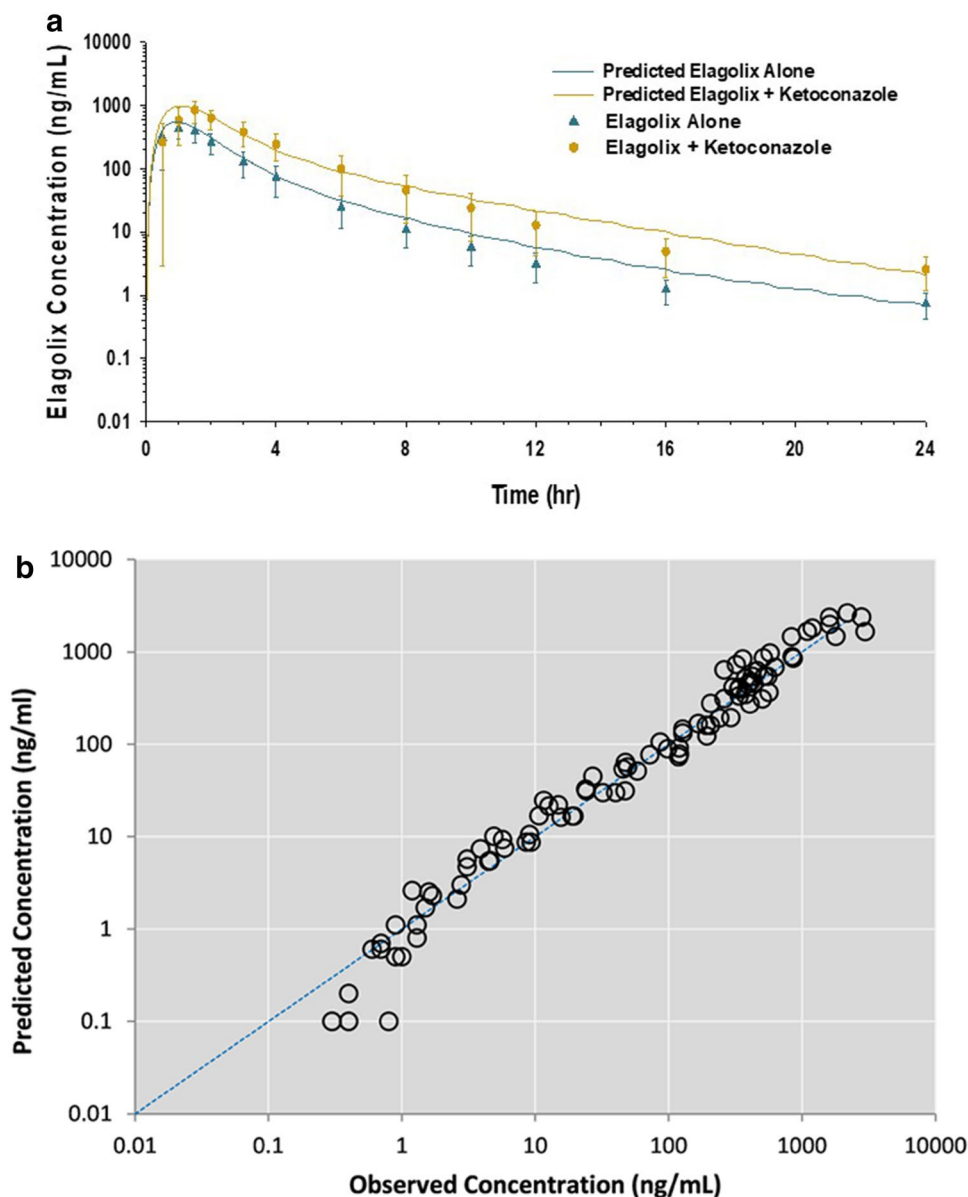 a
Elagolix Concentration (ng/mL)
10000
1000
100
10
1
0.1
0.01
Predicted Elagolix Alone
Predicted Elagolix + Ketoconazole
Elagolix Alone
Elagolix + Ketoconazole
0 4 8 12 16 20 24
Time (hr)
b
Predicted Concentration (ng/ml)
10000
1000
100
10
1
0.1
0.01
0.01 0.1 1 10 100 1000 10000
Observed Concentration (ng/mL)